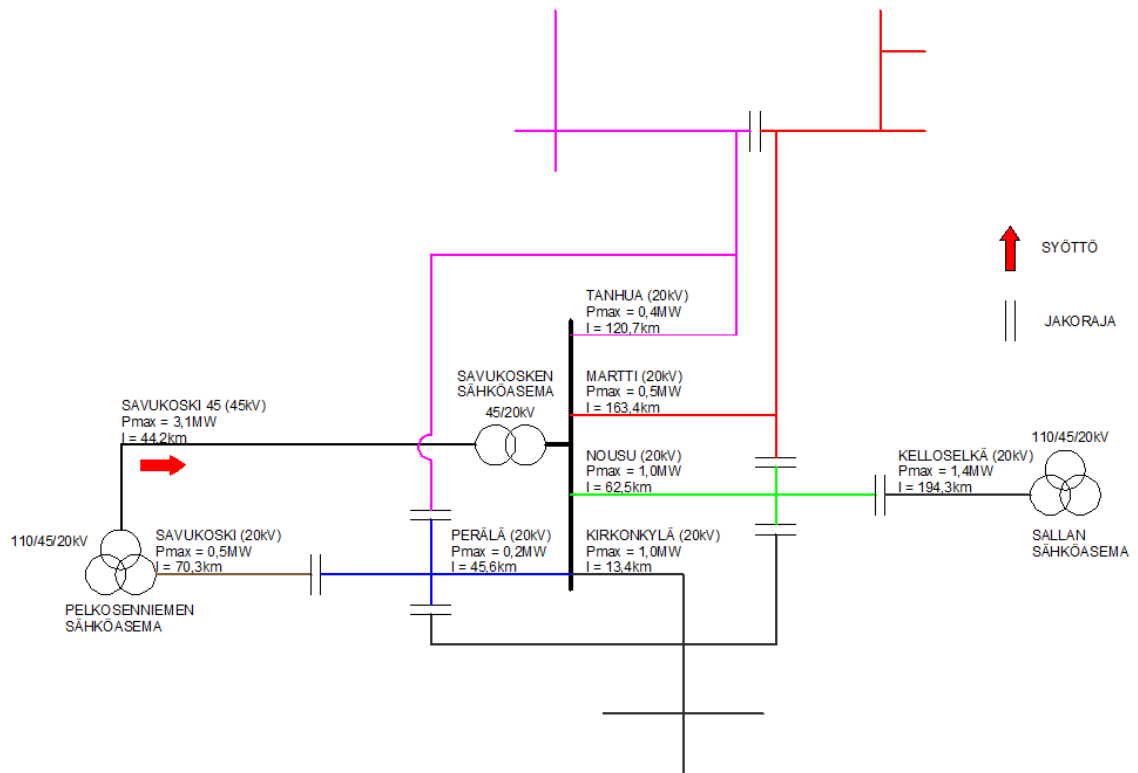 SYÖTTÖ
JAKORAJA
TANHUA (20kV)
Pmax = 0,4MW
l = 120,7km
SAVUKOSKEN
SÄHKÖASEMA
45/20kV
MARTTI (20kV)
Pmax = 0,5MW
l = 163,4km
SAVUKOSKI 45 (45kV)
Pmax = 3,1MW
l = 44,2km
NOUSU (20kV)
Pmax = 1,0MW
l = 62,5km
KELLOSELKÄ (20kV)
Pmax = 1,4MW
l = 194,3km
110/45/20kV
SALLAN
SÄHKÖASEMA
110/45/20kV
SAVUKOSKI (20kV)
Pmax = 0,5MW
l = 70,3km
PERÄLÄ (20kV)
Pmax = 0,2MW
l = 45,6km
KIRKONKYLÄ (20kV)
Pmax = 1,0MW
l = 13,4km
PELKOSENNIEMEN
SÄHKÖASEMA